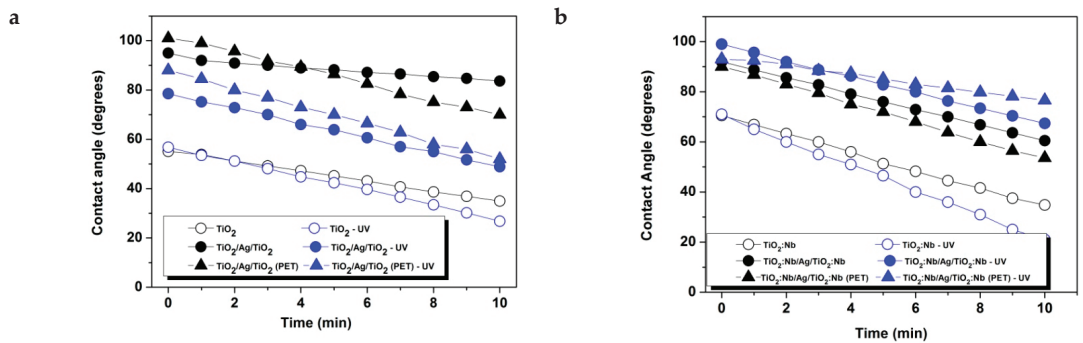 a
Contact angle (degrees)
100
80
60
40
20
0
TiO2
TiO2 - UV
TiO2/Ag/TiO2
TiO2/Ag/TiO2 - UV
TiO2/Ag/TiO2 (PET)
TiO2/Ag/TiO2 (PET) - UV
0 2 4 6 8 10
Time (min)
b
Contact Angle (degrees)
100
80
60
40
20
0
TiO2:Nb
TiO2:Nb - UV
TiO2:Nb/Ag/TiO2:Nb
TiO2:Nb/Ag/TiO2:Nb - UV
TiO2:Nb/Ag/TiO2:Nb (PET)
TiO2:Nb/Ag/TiO2:Nb (PET) - UV
0 2 4 6 8 10
Time (min)